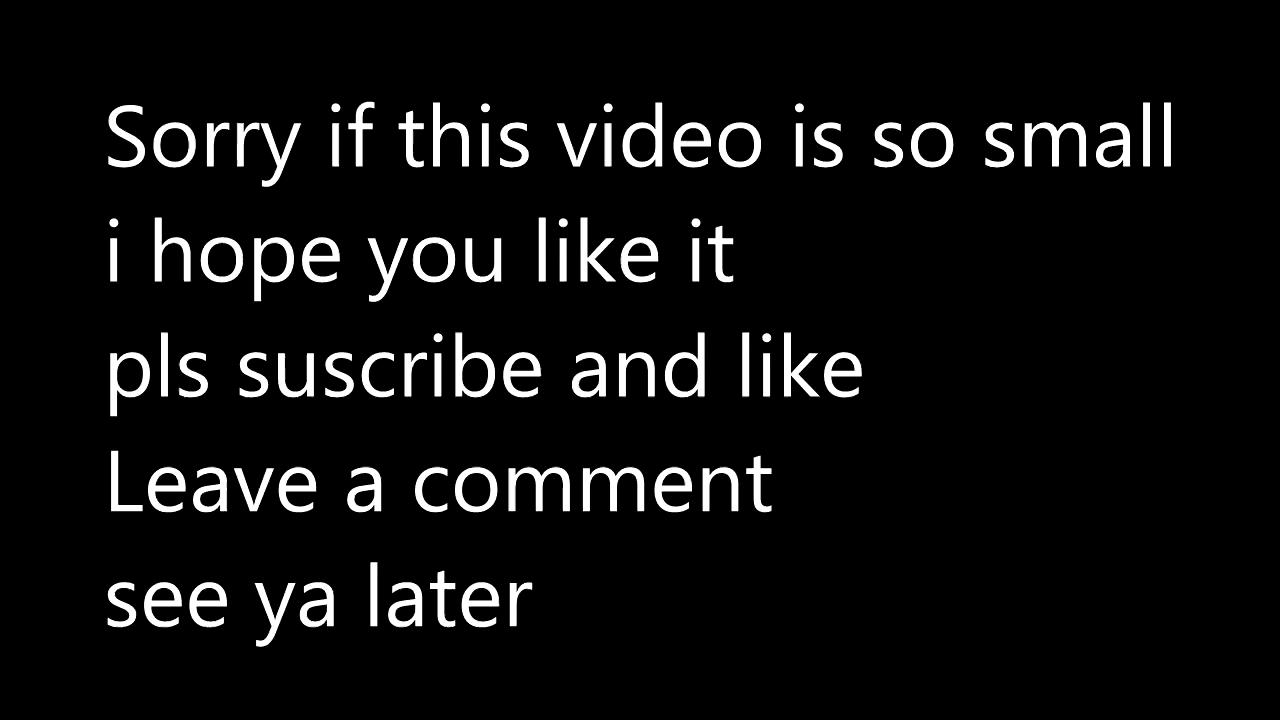 Sorry if this video is so small
i hope you like it
pls suscribe and like
Leave a comment
see ya later